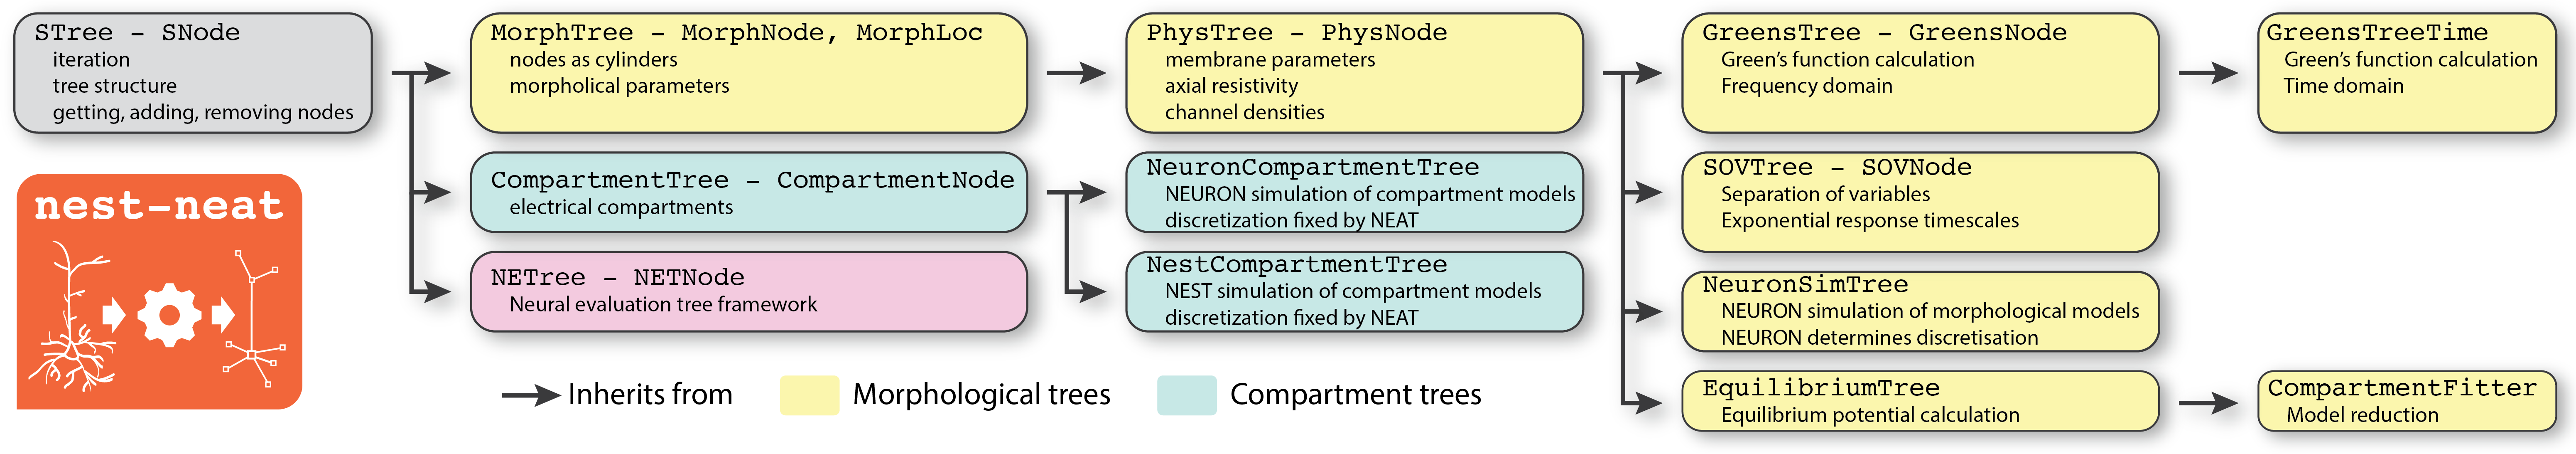 STree - SNode
iteration
tree structure
getting, adding, removing nodes
nest-neat
MorphTree - MorphNode, MorphLoc
nodes as cylinders
morpholical parameters
CompartmentTree - CompartmentNode
electrical compartments
NETree - NETNode
Neural evaluation tree framework
PhysTree - PhysNode
membrane parameters
axial resistivity
channel densities
NeuronCompartmentTree
NEURON simulation of compartment models
discretization fixed by NEAT
NestCompartmentTree
NEST simulation of compartment models
discretization fixed by NEAT
GreensTree - GreensNode
Green's function calculation
Frequency domain
SOVTree - SOVNode
Separation of variables
Exponential response timescales
NeuronSimTree
NEURON simulation of morphological models
NEURON determines discretisation
EquilibriumTree
Equilibrium potential calculation
GreensTreeTime
Green's function calculation
Time domain
CompartmentFitter
Model reduction
Inherits from
Morphological trees
Compartment trees